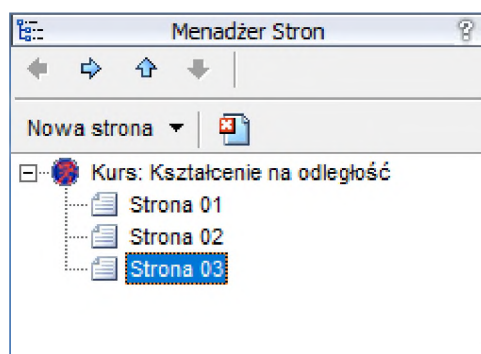 Menadżer Stron
Nowa strona
Kurs: Kształcenie na odległość
Strona 01
Strona 02
Strona 03